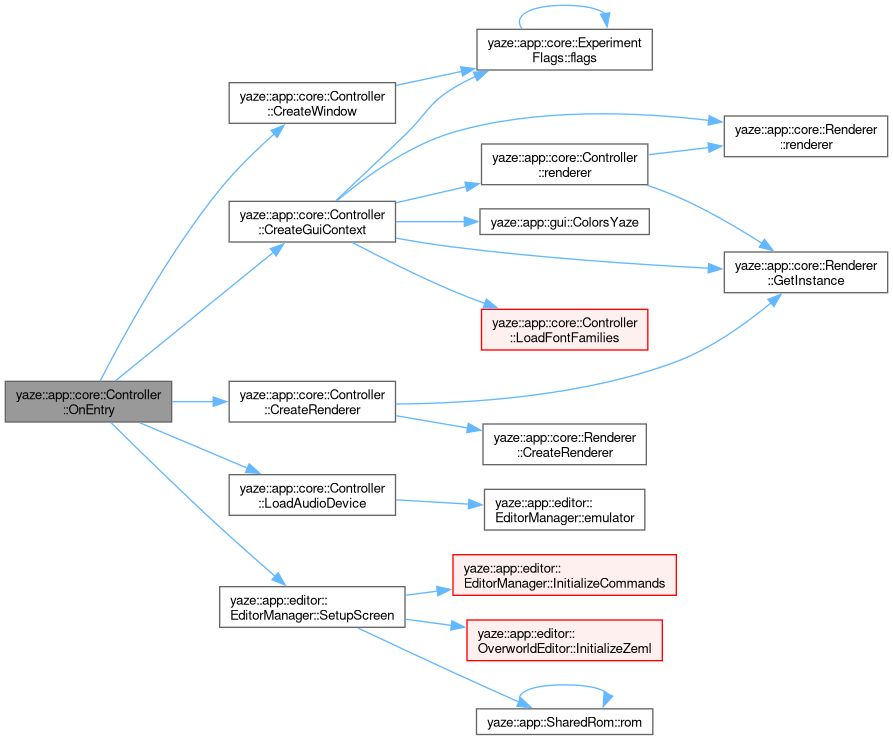 yaze::app::core::Experiment
Flags::flags
yaze::app::core::Controller
::CreateWindow
yaze::app::core::Renderer
::renderer
yaze::app::core::Controller
::renderer
yaze::app::core::Controller
::CreateGuiContext
yaze::app::gui::ColorsYaze
yaze::app::core::Renderer
::GetInstance
yaze::app::core::Controller
::LoadFontFamilies
yaze::app::core::Controller
::OnEntry
yaze::app::core::Controller
::CreateRenderer
yaze::app::core::Renderer
::CreateRenderer
yaze::app::core::Controller
::LoadAudioDevice
yaze::app::editor::
EditorManager::emulator
yaze::app::editor::
EditorManager::InitializeCommands
yaze::app::editor::
EditorManager::SetupScreen
yaze::app::editor::
OverworldEditor::InitializeZeml
yaze::app::SharedRom::rom